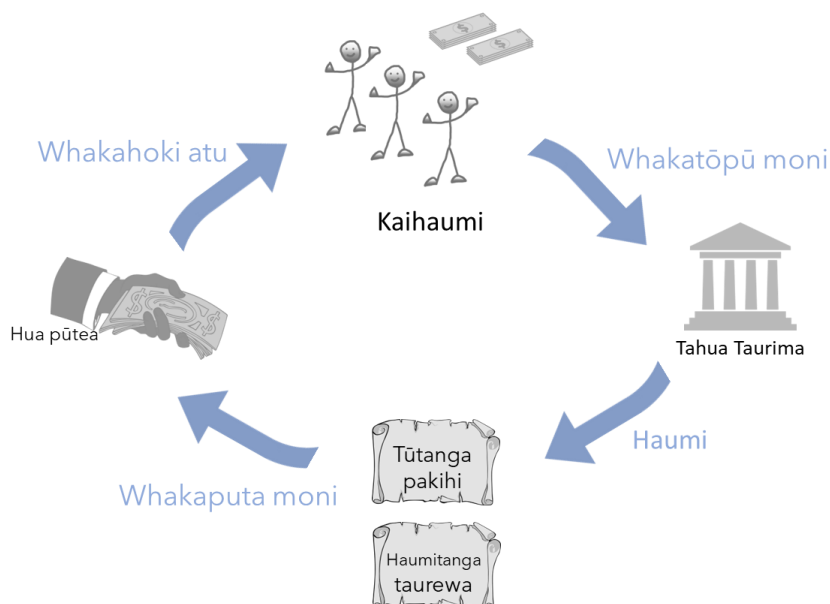 Kaihaumi
Whakatōpū moni
Tahua Taurima
Haumi
Tūtanga
pakihi
Haumitanga
taurewa
Whakaputa moni
Hua pūtea
Whakahoki atu